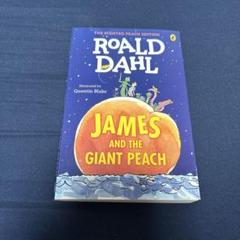 THE SCENTED PEACH EDITION
ROALD
DAHL
Illustrated by
Quentin Blake
JAMES
AND THE
GIANT PEACH